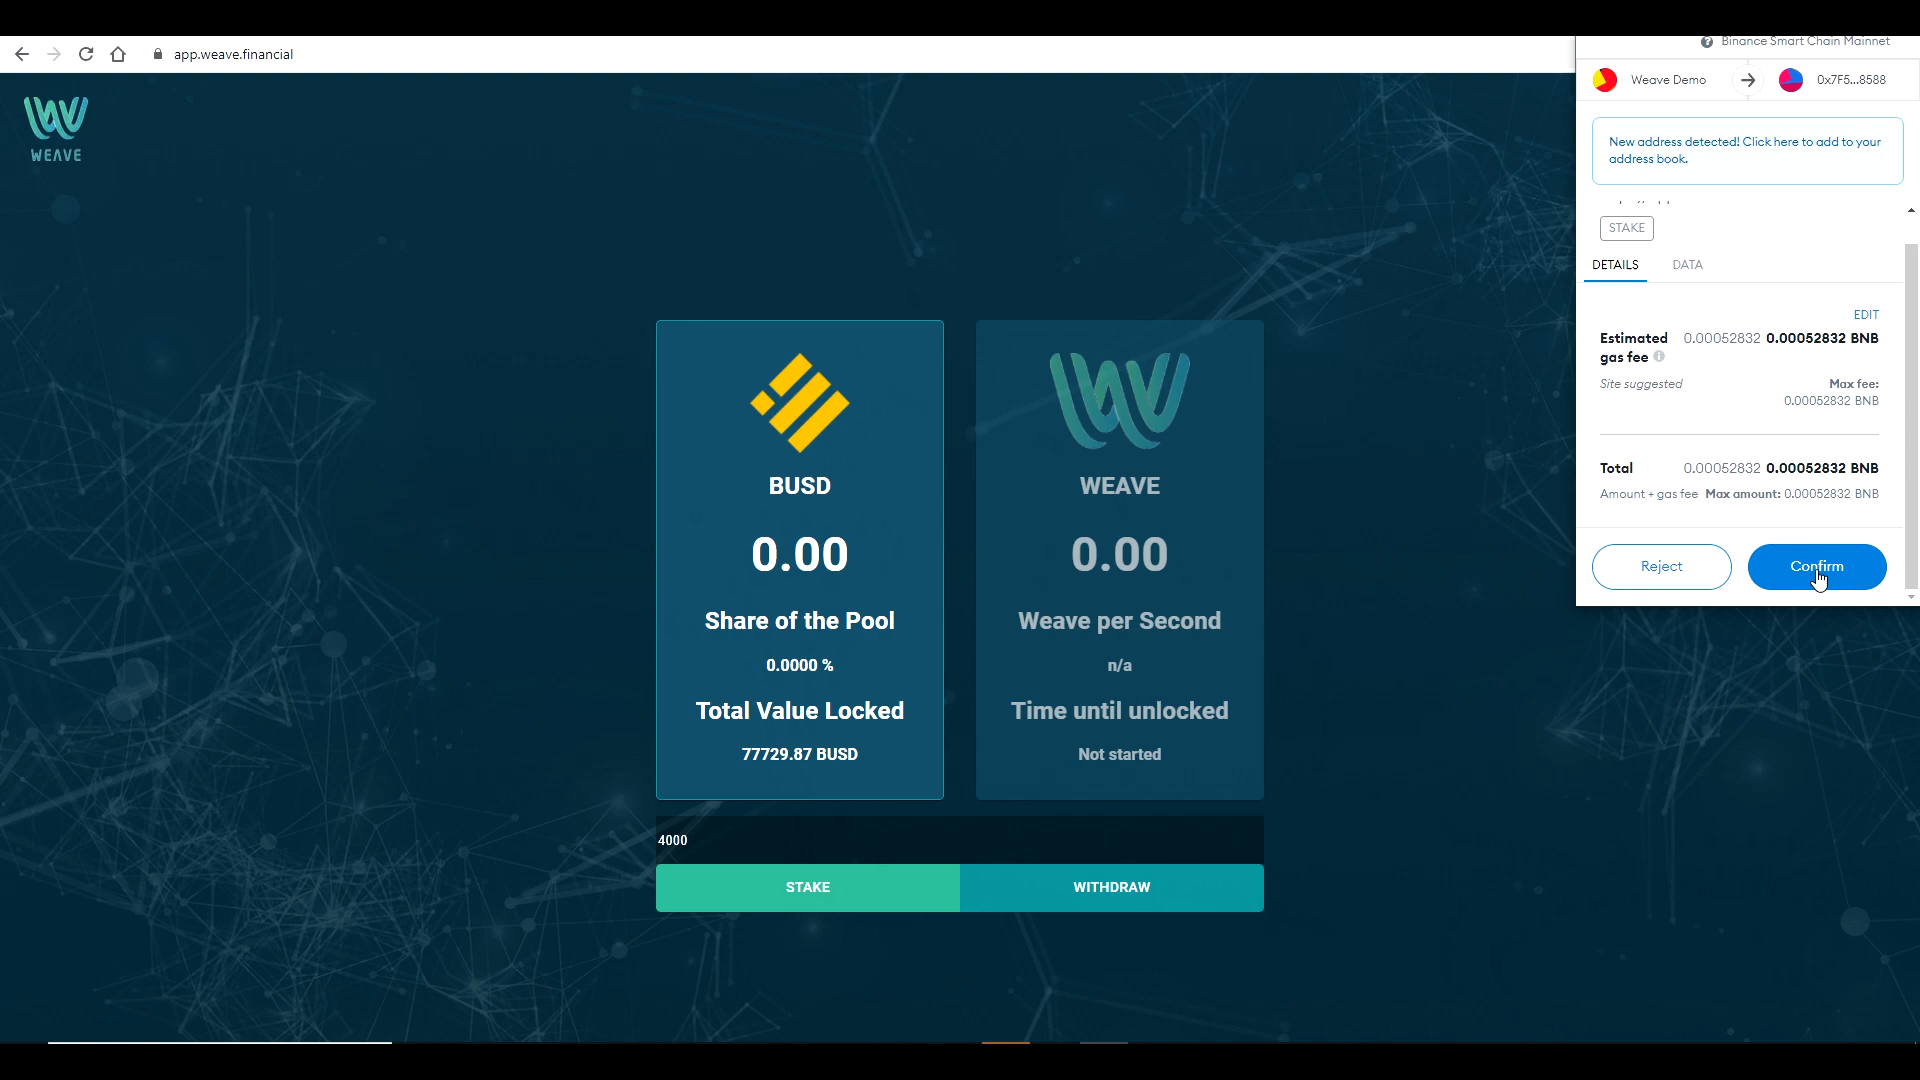 app.weave.financial
WEAVE
BUSD
0.00
Share of the Pool
0.0000 %
Total Value Locked
77729.87 BUSD
WEAVE
0.00
Weave per Second
n/a
Time until unlocked
Not started
4000
STAKE
WITHDRAW
Binance Smart Chain Mainnet
Weave Demo
0x7F5...8588
New address detected! Click here to add to your
address book.
STAKE
DETAILS DATA
EDIT
Estimated 0.00052832 0.00052832 BNB
gas fee
Site suggested Max fee:
0.00052832 BNB
Total 0.00052832 0.00052832 BNB
Amount + gas fee Max amount: 0.00052832 BNB
Reject
Confirm